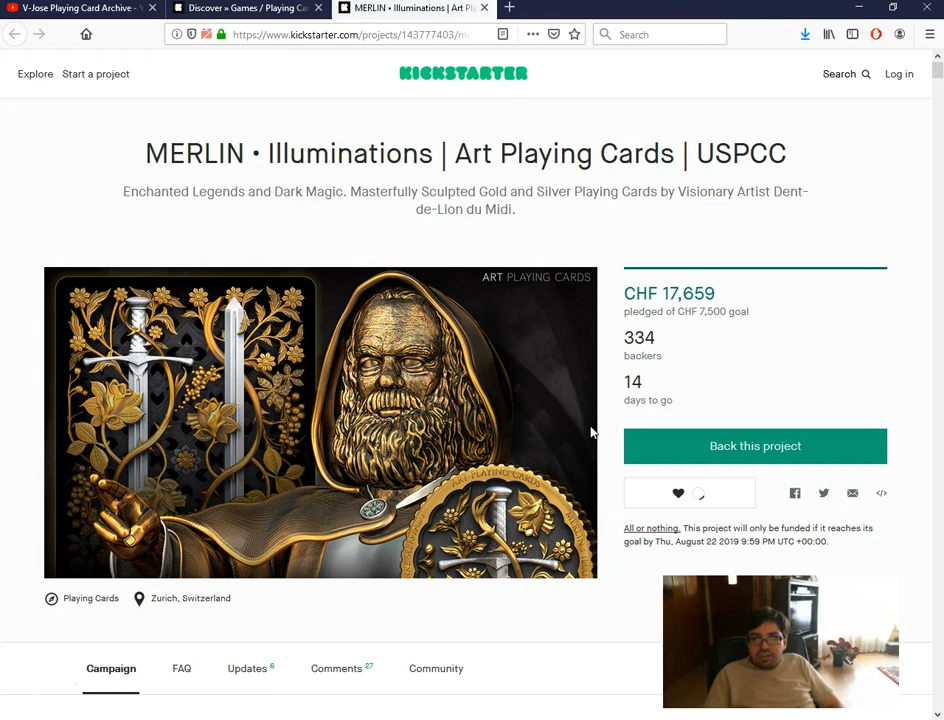 V-Jose Playing Card Archive - Y
Discover » Games / Playing Ca
MERLIN • Illuminations | Art Pla
https://www.kickstarter.com/projects/143777403/m
Search
Explore
Start a project
KICKSTARTER
Search
Log in
MERLIN • Illuminations | Art Playing Cards | USPCC
Enchanted Legends and Dark Magic. Masterfully Sculpted Gold and Silver Playing Cards by Visionary Artist Dent-
de-Lion du Midi.
ART PLAYING CARDS
ART PLAYING CARDS
CHF 17,659
pledged of CHF 7,500 goal
334
backers
14
days to go
Back this project
All or nothing. This project will only be funded if it reaches its
goal by Thu, August 22 2019 9:59 PM UTC +00:00.
Playing Cards
Zurich, Switzerland
Campaign
FAQ
Updates 6
Comments 27
Community